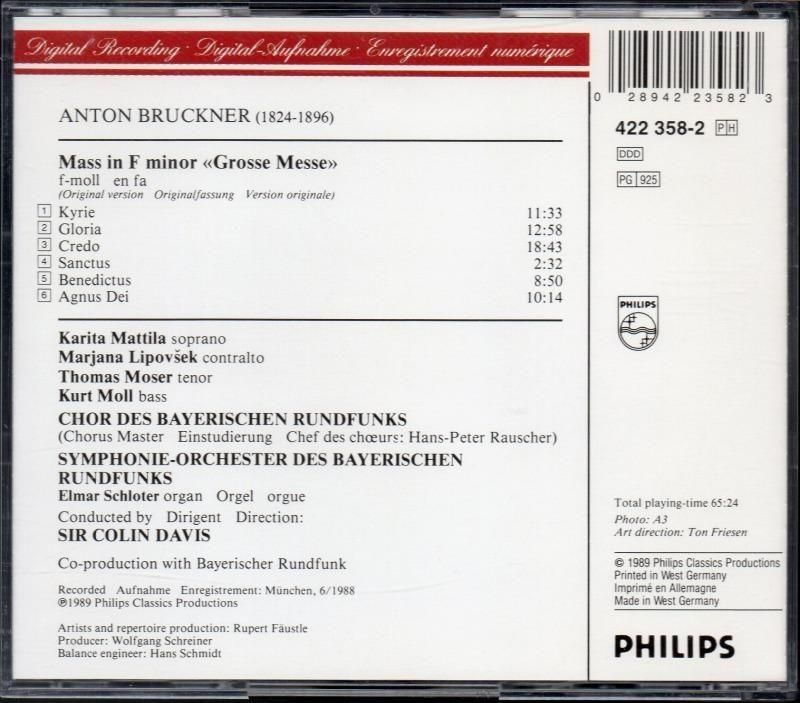 Digital Recording · Digital-Aufnahme · Enregistrement numérique
ANTON BRUCKNER (1824-1896)
Mass in F minor «Grosse Messe»
f-moll en fa
(Original version Originalfassung Version originale)
1 Kyrie 11:33
2 Gloria 12:58
3 Credo 18:43
4 Sanctus 2:32
5 Benedictus 8:50
6 Agnus Dei 10:14
Karita Mattila soprano
Marjana Lipovšek contralto
Thomas Moser tenor
Kurt Moll bass
CHOR DES BAYERISCHEN RUNDFUNKS
(Chorus Master Einstudierung Chef des chœurs: Hans-Peter Rauscher)
SYMPHONIE-ORCHESTER DES BAYERISCHEN
RUNDFUNKS
Elmar Schloter organ Orgel orgue
Conducted by Dirigent Direction:
SIR COLIN DAVIS
Co-production with Bayerischer Rundfunk
Recorded Aufnahme Enregistrement: München, 6/1988
℗1989 Philips Classics Productions
Artists and repertoire production: Rupert Fäustle
Producer: Wolfgang Schreiner
Balance engineer: Hans Schmidt
0 28942 23582 3
422 358-2 PH
DDD
PG 925
PHILIPS
Total playing-time 65:24
Photo: A3
Art direction: Ton Friesen
© 1989 Philips Classics Productions
Printed in West Germany
Imprimé en Allemagne
Made in West Germany
PHILIPS